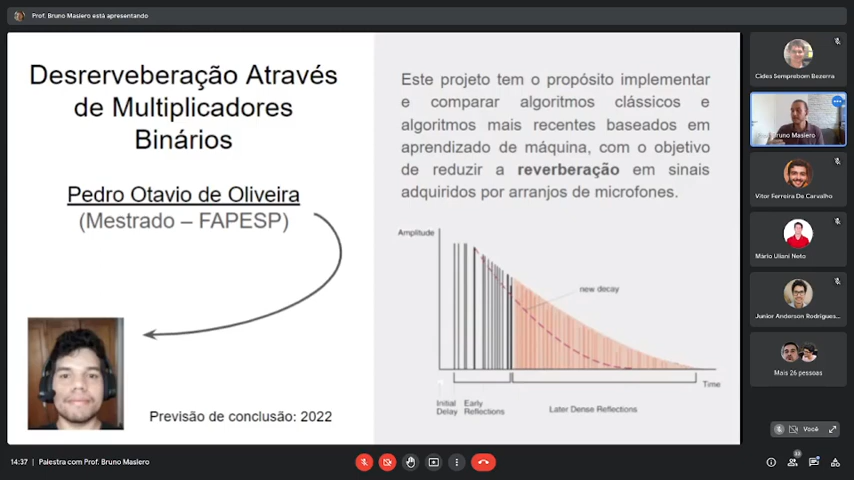 Prof. Bruno Masiero está apresentando
Desrerveberação Através
de Multiplicadores
Binários
Pedro Otavio de Oliveira
(Mestrado – FAPESP)
Previsão de conclusão: 2022
Este projeto tem o propósito implementar
e comparar algoritmos clássicos e
algoritmos mais recentes baseados em
aprendizado de máquina, com o objetivo
de reduzir a reverberação em sinais
adquiridos por arranjos de microfones.
Amplitude
new decay
Time
Initial
Delay
Early
Reflections
Later Dense Reflections
Cides Semprebom Bezerra
Bruno Masiero
Vitor Ferreira De Carvalho
Mário Uliani Neto
Junior Anderson Rodrigues...
Mais 26 pessoas
Você
14:37 | Palestra com Prof. Bruno Masiero